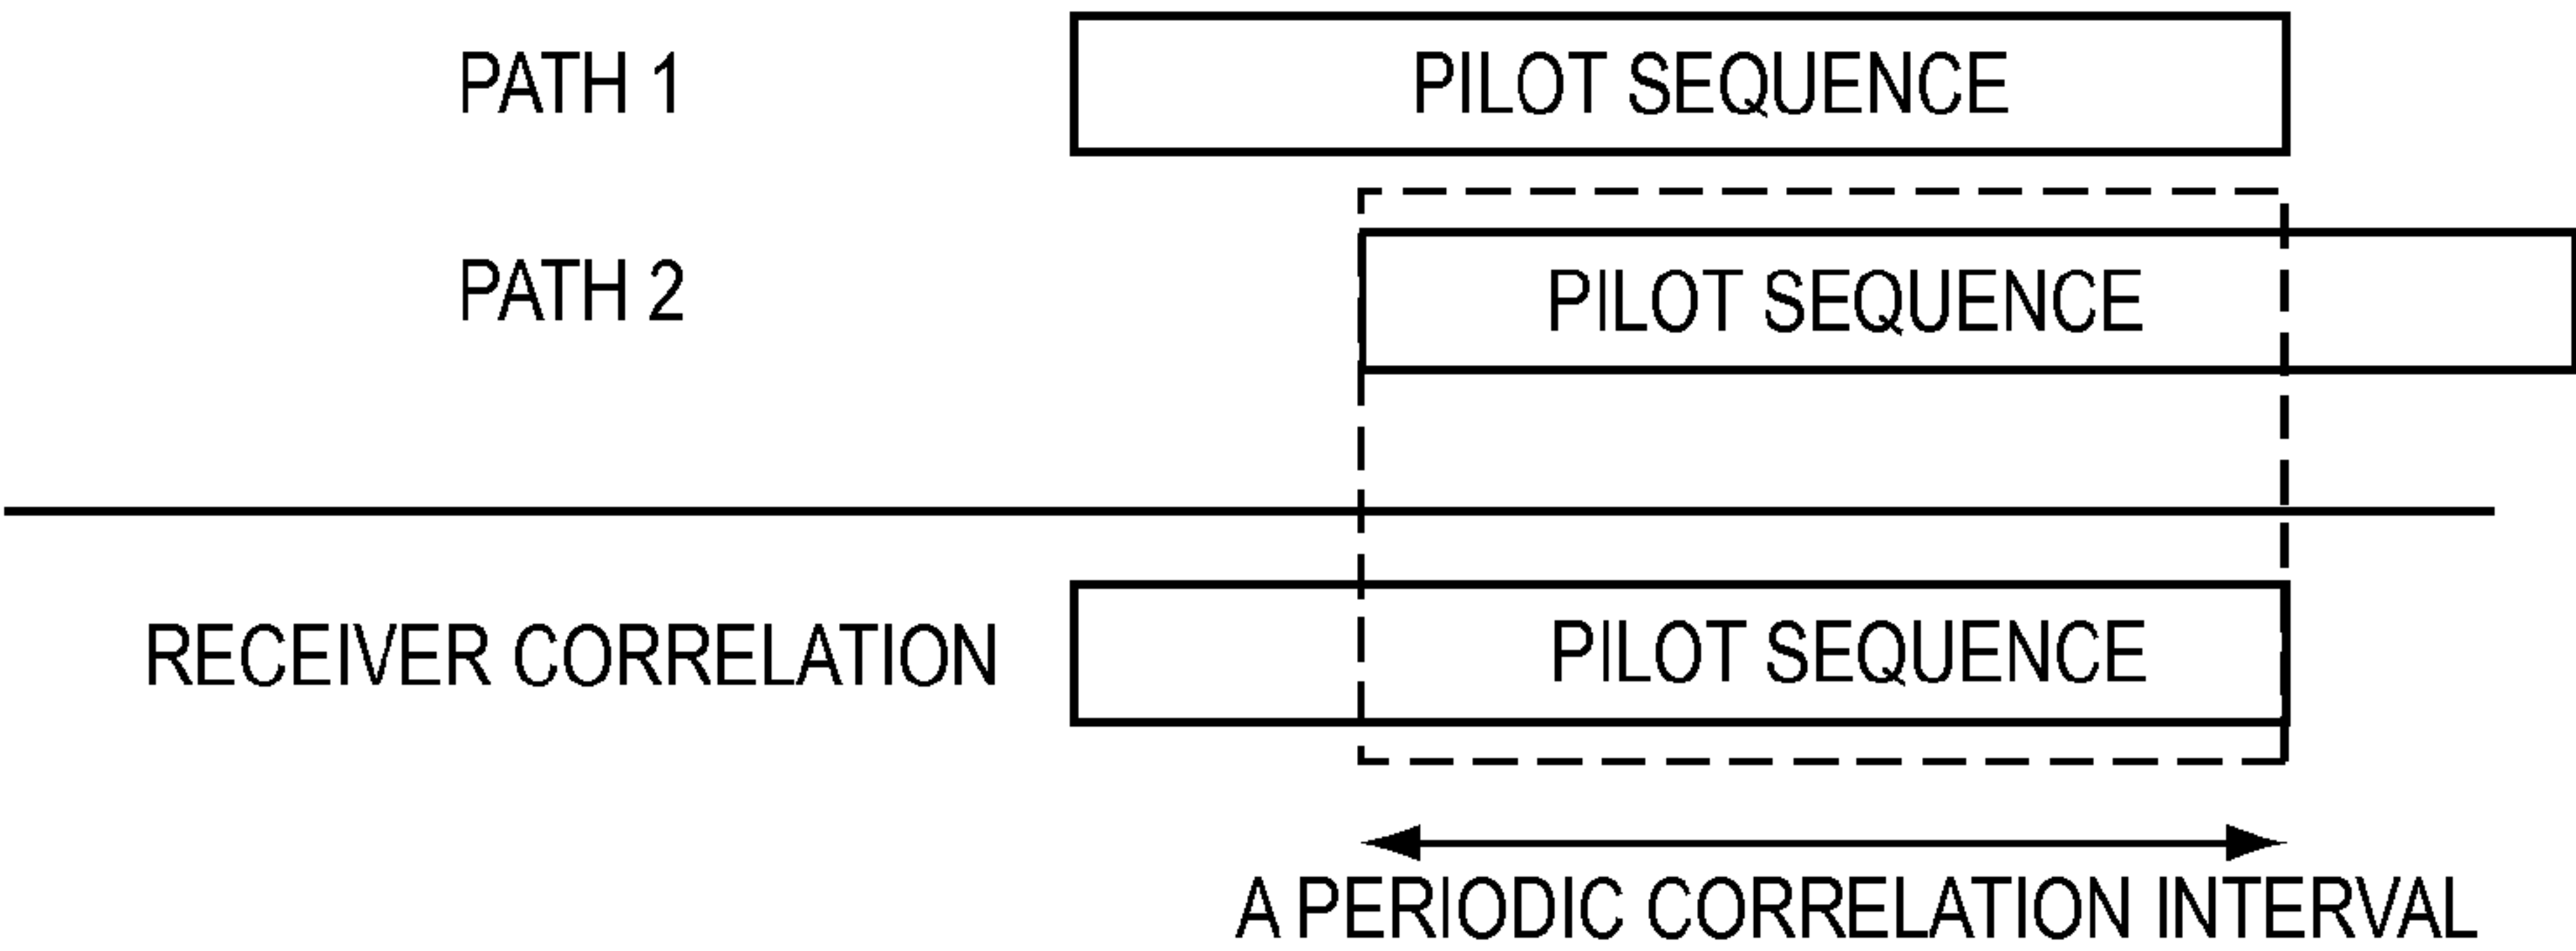 PATH 1
PILOT SEQUENCE
PATH 2
PILOT SEQUENCE
RECEIVER CORRELATION
PILOT SEQUENCE
A PERIODIC CORRELATION INTERVAL